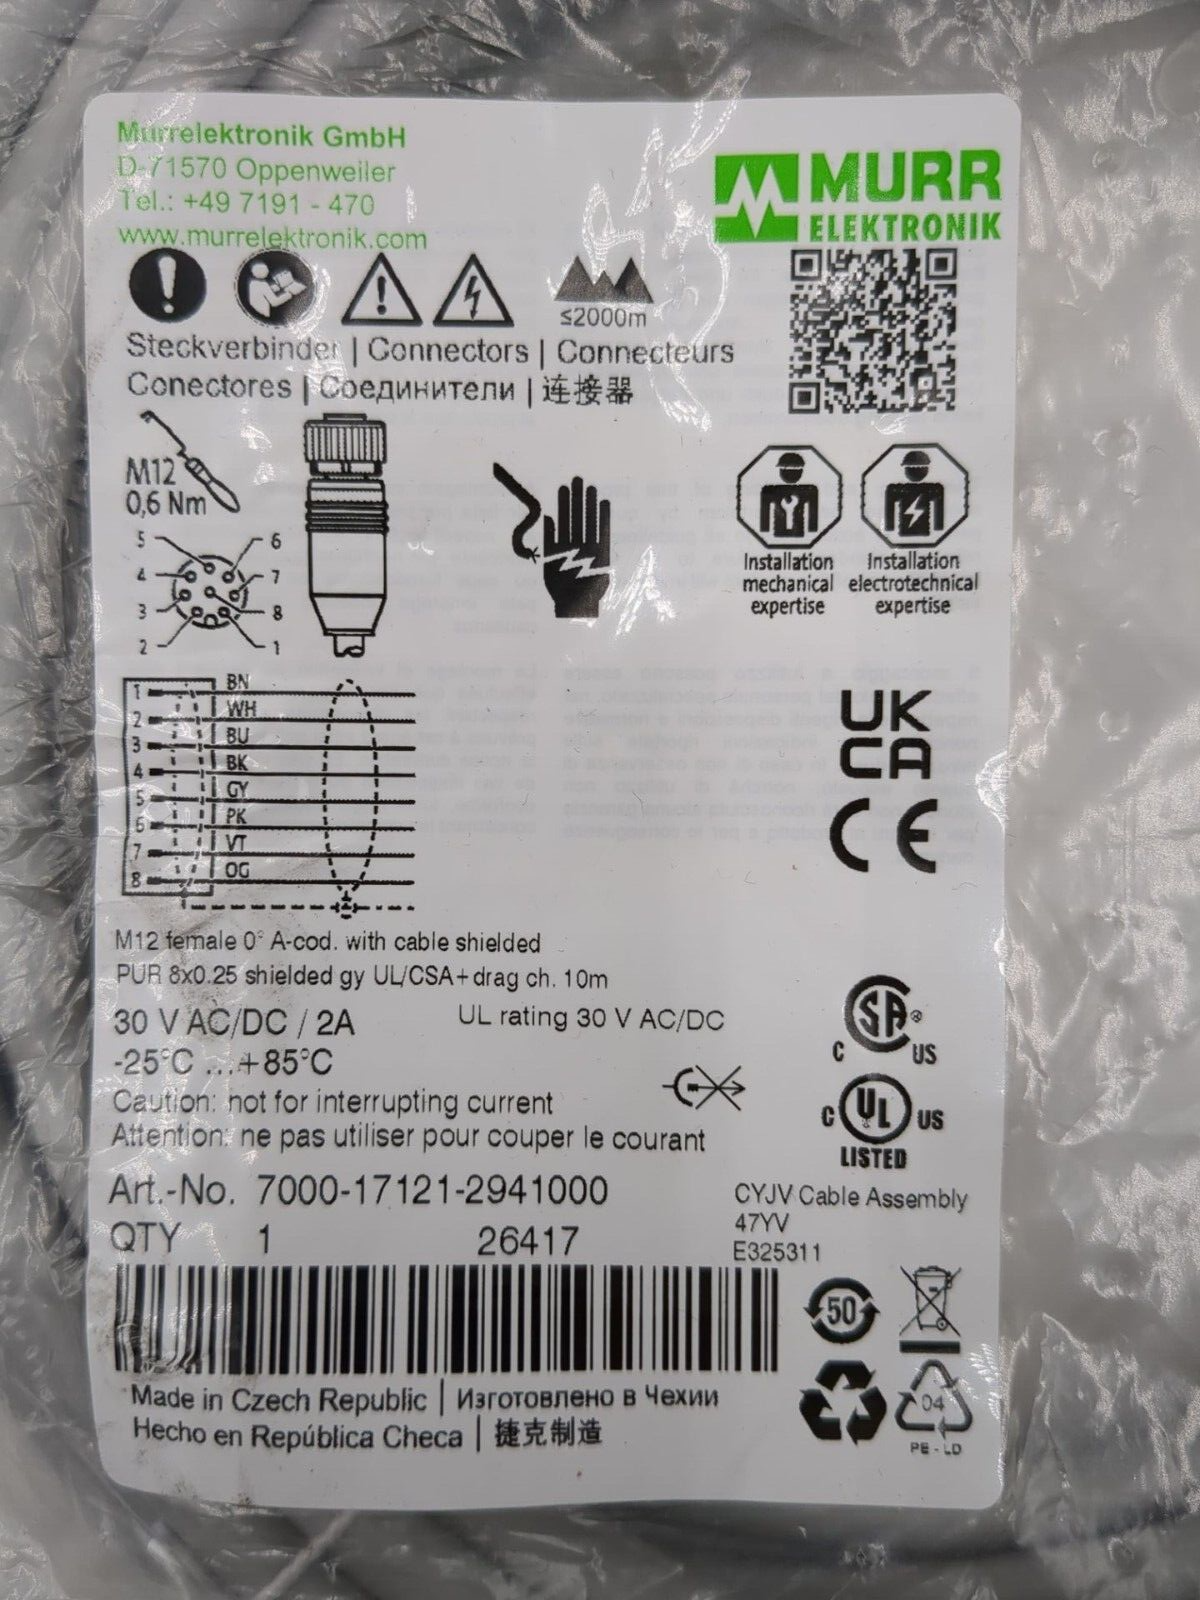 Murrelektronik GmbH
D-71570 Oppenweiler
Tel.: +49 7191 - 470
www.murrelektronik.com
MURR
ELEKTRONIK
≤2000m
Steckverbinder | Connectors | Connecteurs
Conectores | Соединители | 连接器
M12
0,6 Nm
5
6
4
7
3
8
2
1
Installation
mechanical
expertise
Installation
electrotechnical
expertise
1 BN
2 WH
3 BU
4 BK
5 GY
6 PK
7 VT
8 OG
UK
CA
CE
M12 female 0° A-cod. with cable shielded
PUR 8x0.25 shielded gy UL/CSA+drag ch. 10m
30 V AC/DC / 2A
UL rating 30 V AC/DC
-25°C ...+85°C
Caution: not for interrupting current
Attention: ne pas utiliser pour couper le courant
C SA® US
C UL US
LISTED
Art.-No. 7000-17121-2941000
QTY 1 26417
CYJV Cable Assembly
47YV
E325311
50
Made in Czech Republic | Изготовлено в Чехии
Hecho en República Checa | 捷克制造
04
PE-LD